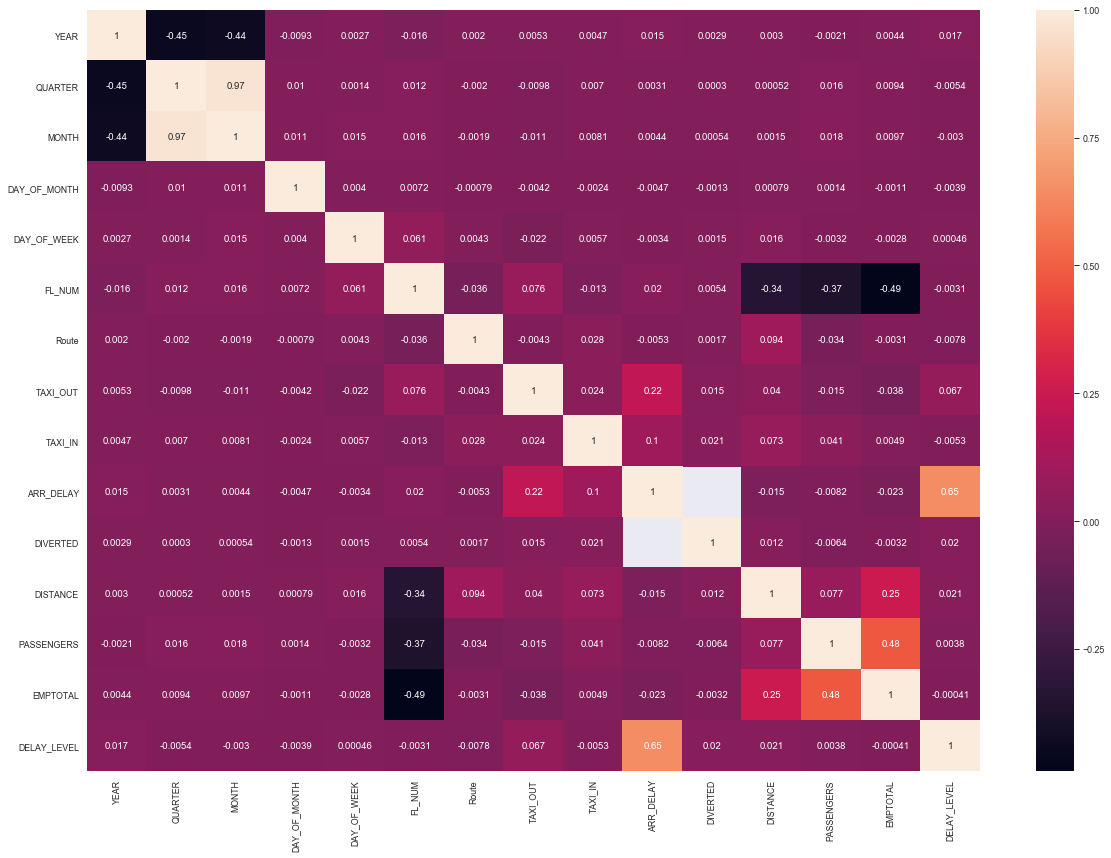 YEAR 1 -0.45 -0.44 -0.0093 0.0027 -0.016 0.002 0.0053 0.0047 0.015 0.0029 0.003 -0.0021 0.0044 0.017
QUARTER -0.45 1 0.97 0.01 0.0014 0.012 -0.002 -0.0098 0.007 0.0031 0.0003 0.00052 0.016 0.0094 -0.0054
MONTH -0.44 0.97 1 0.011 0.015 0.016 -0.0019 -0.011 0.0081 0.0044 0.00054 0.0015 0.018 0.0097 -0.003
DAY_OF_MONTH -0.0093 0.01 0.011 1 0.004 0.0072 -0.00079 -0.0042 -0.0024 -0.0047 -0.0013 0.00079 0.0014 -0.0011 -0.0039
DAY_OF_WEEK 0.0027 0.0014 0.015 0.004 1 0.061 0.0043 -0.022 0.0057 -0.0034 0.0015 0.016 -0.0032 -0.0028 0.00046
FL_NUM -0.016 0.012 0.016 0.0072 0.061 1 -0.036 0.076 -0.013 0.02 0.0054 -0.34 -0.37 -0.49 -0.0031
Route 0.002 -0.002 -0.0019 -0.00079 0.0043 -0.036 1 -0.0043 0.028 -0.0053 0.0017 0.094 -0.034 -0.0031 -0.0078
TAXI_OUT 0.0053 -0.0098 -0.011 -0.0042 -0.022 0.076 -0.0043 1 0.024 0.22 0.015 0.04 -0.015 -0.038 0.067
TAXI_IN 0.0047 0.007 0.0081 -0.0024 0.0057 -0.013 0.028 0.024 1 0.1 0.021 0.073 0.041 0.0049 -0.0053
ARR_DELAY 0.015 0.0031 0.0044 -0.0047 -0.0034 0.02 -0.0053 0.22 0.1 1 -0.015 -0.0082 -0.023 0.65
DIVERTED 0.0029 0.0003 0.00054 -0.0013 0.0015 0.0054 0.0017 0.015 0.021 1 0.012 -0.0064 -0.0032 0.02
DISTANCE 0.003 0.00052 0.0015 0.00079 0.016 -0.34 0.094 0.04 0.073 -0.015 0.012 1 0.077 0.25 0.021
PASSENGERS -0.0021 0.016 0.018 0.0014 -0.0032 -0.37 -0.034 -0.015 0.041 -0.0082 -0.0064 0.077 1 0.48 0.0038
EMPTOTAL 0.0044 0.0094 0.0097 -0.0011 -0.0028 -0.49 -0.0031 -0.038 0.0049 -0.023 -0.0032 0.25 0.48 1 -0.00041
DELAY_LEVEL 0.017 -0.0054 -0.003 -0.0039 0.00046 -0.0031 -0.0078 0.067 -0.0053 0.65 0.02 0.021 0.0038 -0.00041 1
YEAR QUARTER MONTH DAY_OF_MONTH DAY_OF_WEEK FL_NUM Route TAXI_OUT TAXI_IN ARR_DELAY DIVERTED DISTANCE PASSENGERS EMPTOTAL DELAY_LEVEL
1.00
0.75
0.50
0.25
0.00
−0.25